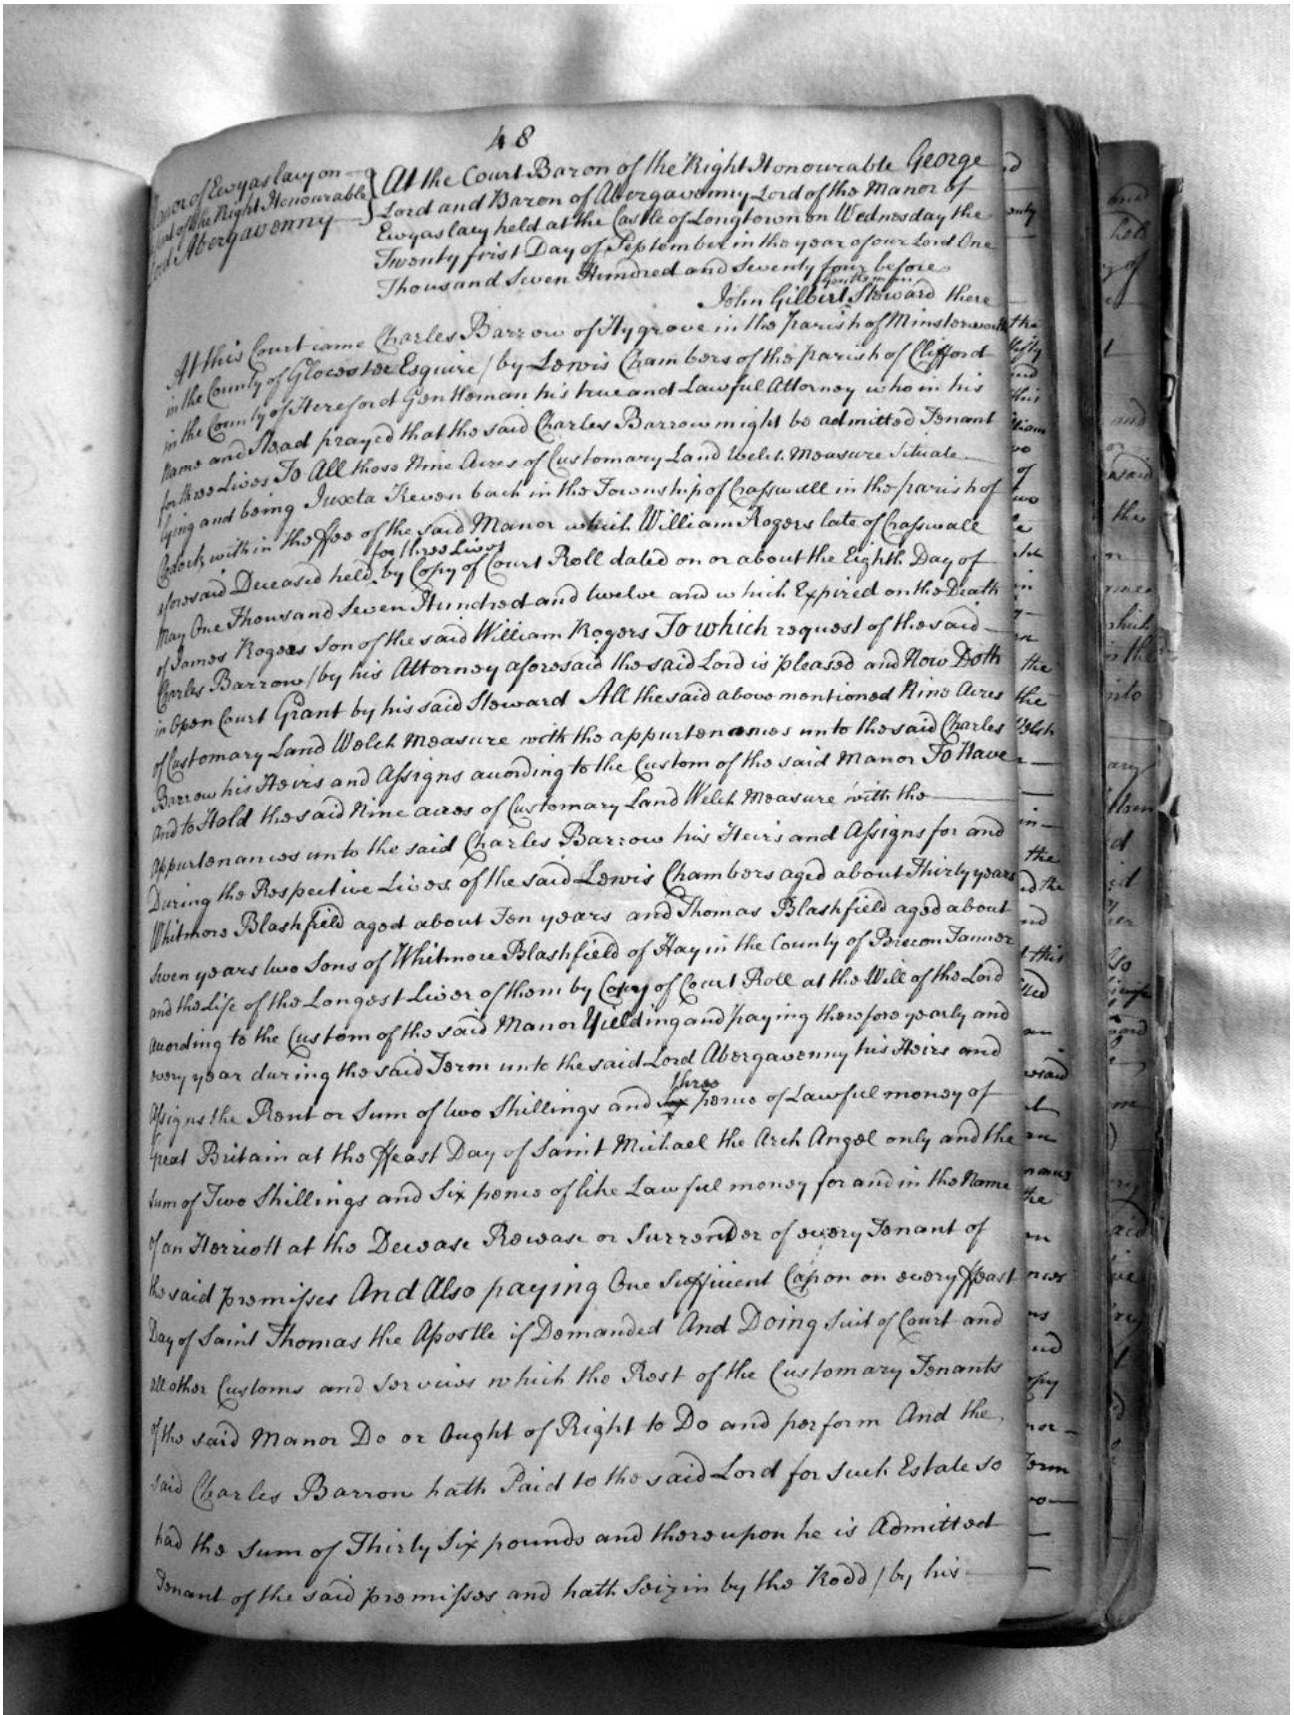 48
Manor of Ewyas lacy on
part of the Right Honourable
Lord Abergavenny
At the Court Baron of the Right Honourable George
Lord and Baron of Abergavenny Lord of the Manor of
Ewyas lacy held at the Castle of Longtown on Wednesday the
Twenty first Day of September in the year of our Lord One
Thousand Seven Hundred and Seventy four before
Gentleman
John Gilbert Steward there
At this Court came Charles Barrow of Hygrove in the parish of Minsterworth
in the County of Glocester Esquire / by Lewis Chambers of the parish of Clifford
in the County of Hereford Gentleman his true and Lawful Attorney who in his
name and Stead prayed that the said Charles Barrow might be admitted Tenant
for three Lives To All those Nine Acres of Customary Land Welch Measure Situate
lying and being Juxta Keven bach in the Township of Crasswall in the parish of
Clodock within the ffee of the said Manor which William Rogers late of Crasswall
for three Lives
aforesaid Deceased held by Copy of Court Roll dated on or about the Eighth Day of
May One Thousand Seven Hundred and twelve and which Expired on the Death
of James Rogers Son of the said William Rogers To which request of the said
Charles Barrow / by his Attorney aforesaid the said Lord is pleased and Now Doth
in Open Court Grant by his said Steward All the said above mentioned Nine Acres
of Customary Land Welch Measure with the appurtenances unto the said Charles
Barrow his Heirs and Assigns according to the Custom of the said Manor To Have
and to Hold the said Nine acres of Customary Land Welch Measure with the
appurtenances unto the said Charles Barrow his Heirs and Assigns for and
During the Respective Lives of the said Lewis Chambers aged about Thirty years
Whitmore Blashfield aged about Ten years and Thomas Blashfield aged about
Seven years two Sons of Whitmore Blashfield of Hay in the County of Brecon Tanner
and the Life of the Longest Liver of them by Copy of Court Roll at the Will of the Lord
according to the Custom of the said Manor Yielding and paying therefore yearly and
every year during the said Term unto the said Lord Abergavenny his Heirs and
three
Assigns the Rent or Sum of two Shillings and Six pence of Lawful money of
Great Britain at the ffeast Day of Saint Michael the Arch Angel only and the
Sum of Two Shillings and Six pence of like Lawful money for and in the Name
of an Herriott at the Decease Recease or Surrender of every Tenant of
the said premisses And Also paying One Sufficient Capon on every ffeast
Day of Saint Thomas the Apostle if Demanded And Doing Suit of Court and
all other Customs and Services which the Rest of the Customary Tenants
of the said Manor Do or Ought of Right to Do and perform And the
said Charles Barrow hath Paid to the said Lord for such Estate so
had the Sum of Thirty Six pounds and thereupon he is Admitted
Tenant of the said premisses and hath Seizin by the Rodd / by his